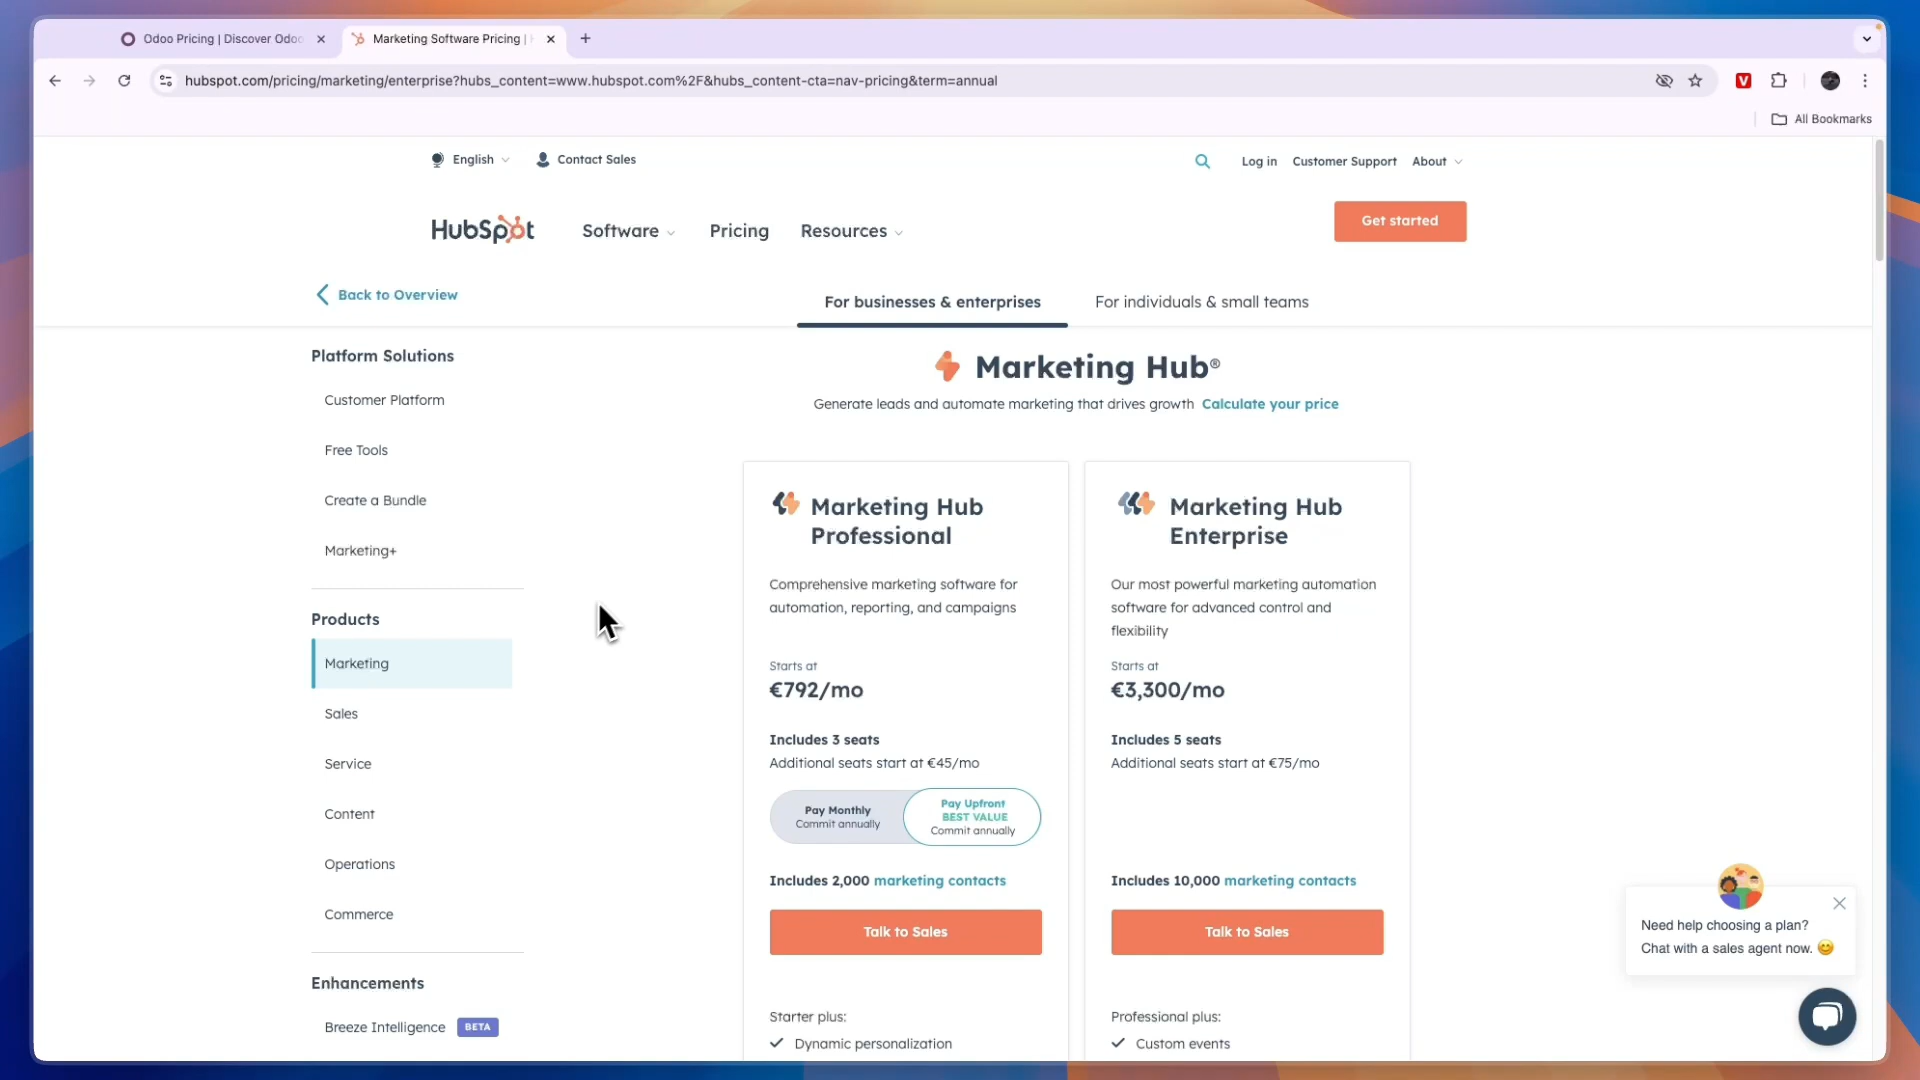 Odoo Pricing | Discover Odoo
Marketing Software Pricing |
hubspot.com/pricing/marketing/enterprise?hubs_content=www.hubspot.com%2F&hubs_content-cta=nav-pricing&term=annual
All Bookmarks
English
Contact Sales
Log in
Customer Support
About
HubSpot
Software
Pricing
Resources
Get started
Back to Overview
For businesses & enterprises
For individuals & small teams
Platform Solutions
Customer Platform
Free Tools
Create a Bundle
Marketing+
Products
Marketing
Sales
Service
Content
Operations
Commerce
Enhancements
Breeze Intelligence BETA
Marketing Hub®
Generate leads and automate marketing that drives growth Calculate your price
Marketing Hub
Professional
Comprehensive marketing software for
automation, reporting, and campaigns
Starts at
€792/mo
Includes 3 seats
Additional seats start at €45/mo
Pay Monthly
Commit annually
Pay Upfront
BEST VALUE
Commit annually
Includes 2,000 marketing contacts
Talk to Sales
Starter plus:
Dynamic personalization
Marketing Hub
Enterprise
Our most powerful marketing automation
software for advanced control and
flexibility
Starts at
€3,300/mo
Includes 5 seats
Additional seats start at €75/mo
Includes 10,000 marketing contacts
Talk to Sales
Professional plus:
Custom events
Need help choosing a plan?
Chat with a sales agent now. 😊